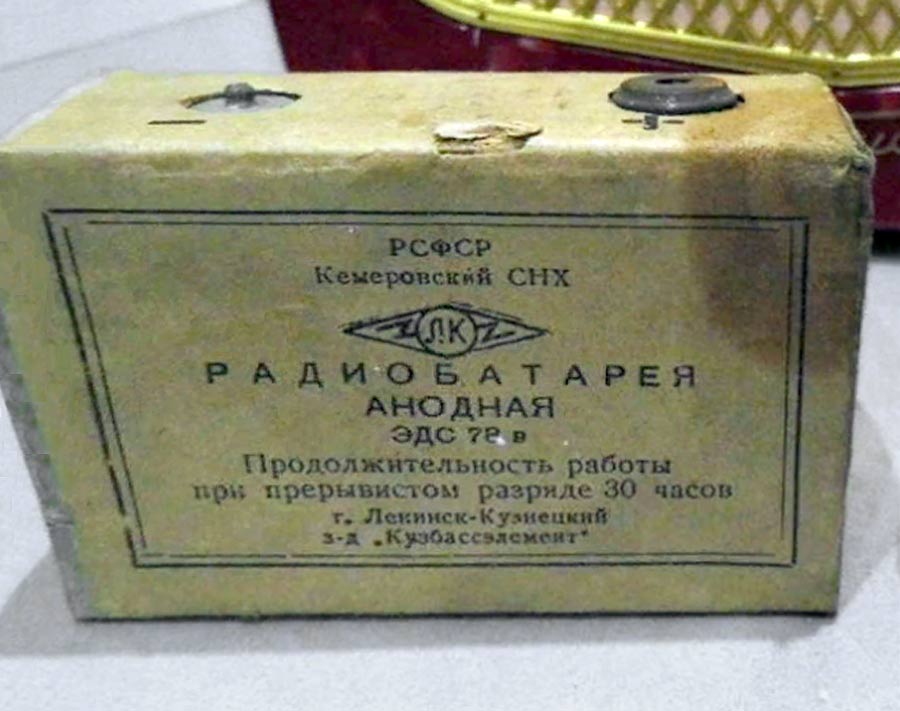 — +
РСФСР
Кемеровский СНХ
ЛК
РАДИОБАТАРЕЯ
АНОДНАЯ
ЭДС 78 в
Продолжительность работы
при прерывистом разряде 30 часов
г. Ленинск-Кузнецкий
з-д „Кузбассэлемент"